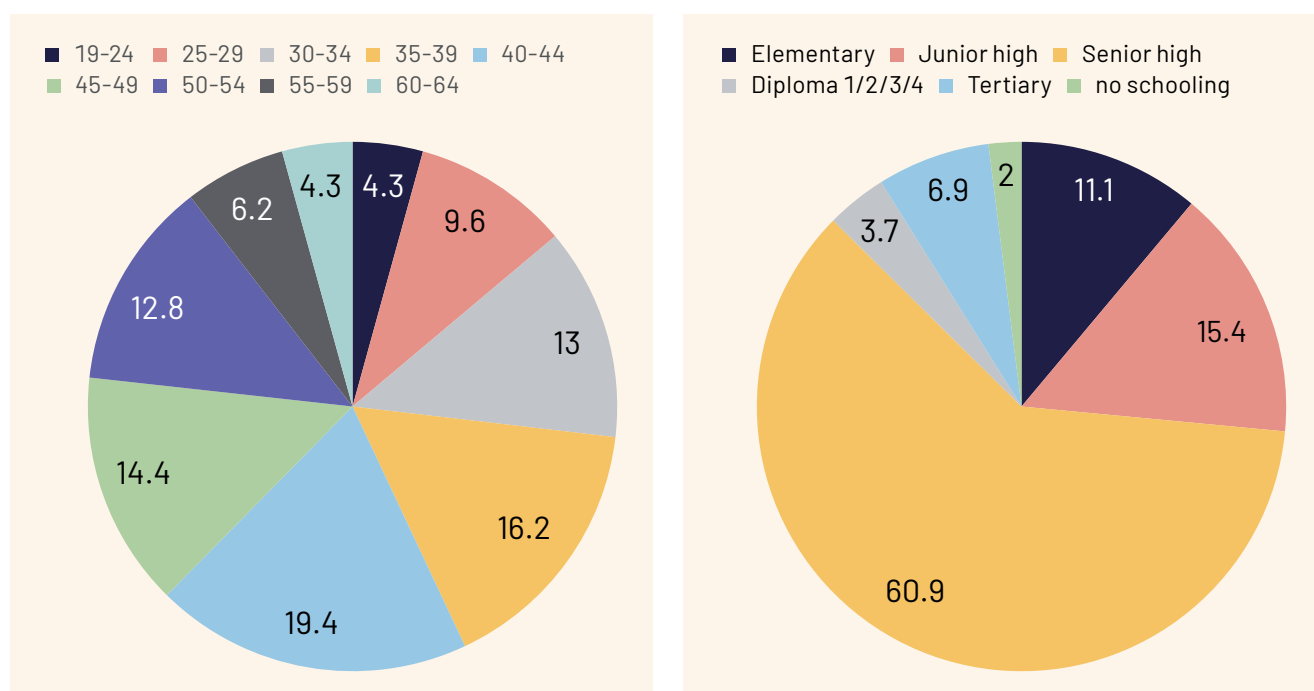 19-24 25-29 30-34 35-39 40-44
45-49 50-54 55-59 60-64
4.3 4.3
6.2 9.6
12.8 13
14.4 16.2
19.4
Elementary Junior high Senior high
Diploma 1/2/3/4 Tertiary no schooling
2
6.9 11.1
3.7
15.4
60.9